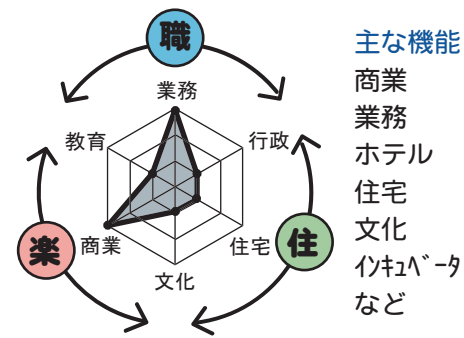 職
業務
教育
行政
楽
商業
住宅
住
文化
主な機能
商業
業務
ホテル
住宅
文化
ｲﾝｷｭﾍﾞｰﾀ
など